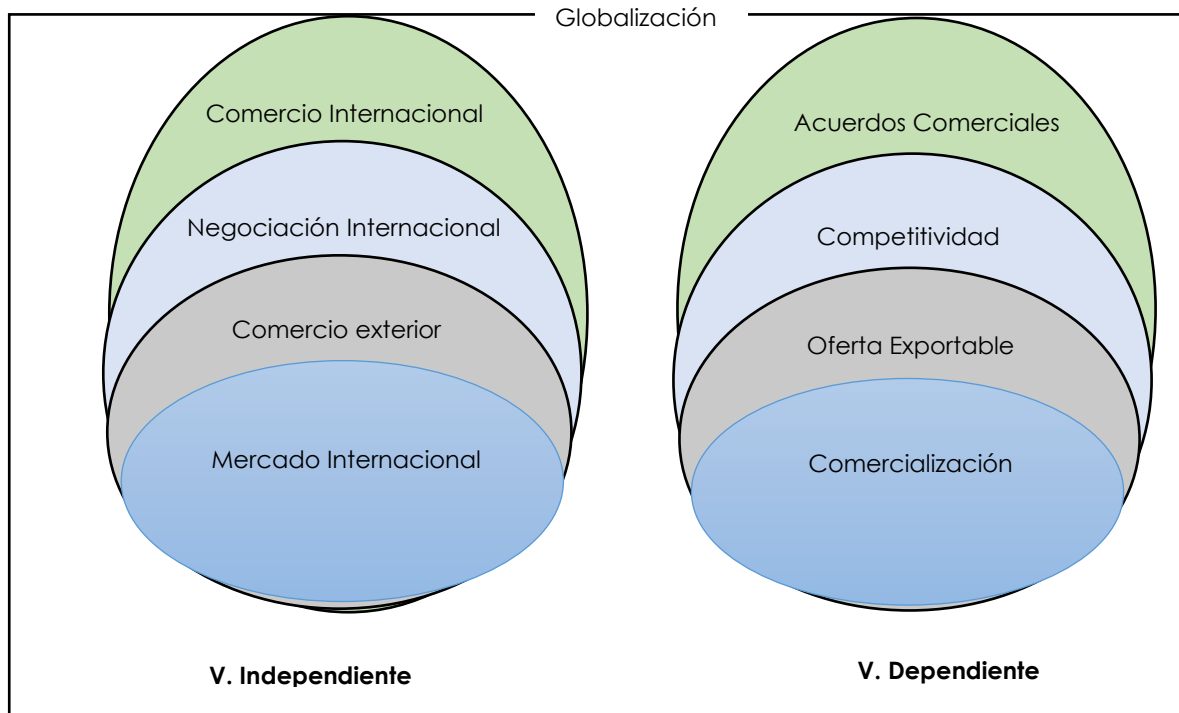 Globalización
Comercio Internacional
Negociación Internacional
Comercio exterior
Mercado Internacional
V. Independiente
Acuerdos Comerciales
Competitividad
Oferta Exportable
Comercialización
V. Dependiente